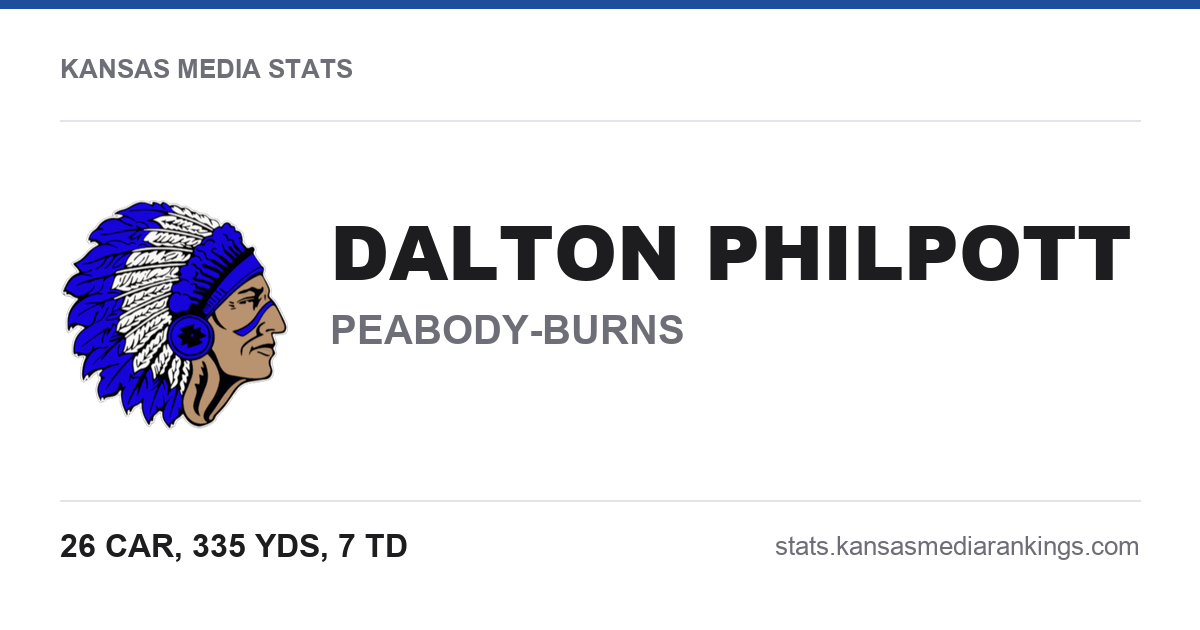 KANSAS MEDIA STATS
DALTON PHILPOTT
PEABODY-BURNS
26 CAR, 335 YDS, 7 TD
stats.kansasmediarankings.com